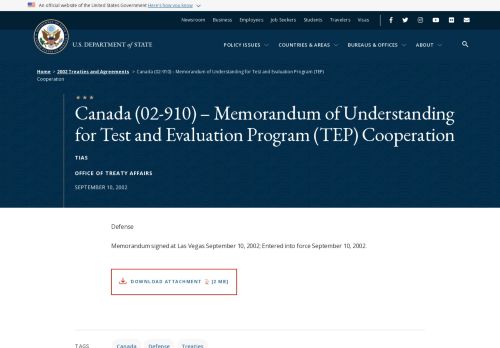 An official website of the United States Government Here's how you know
Newsroom Business Employees Job Seekers Students Travelers Visas
U.S. DEPARTMENT of STATE
POLICY ISSUES COUNTRIES & AREAS BUREAUS & OFFICES ABOUT
Home > 2002 Treaties and Agreements > Canada (02-910) – Memorandum of Understanding for Test and Evaluation Program (TEP)
Cooperation
Canada (02-910) – Memorandum of Understanding
for Test and Evaluation Program (TEP) Cooperation
TIAS
OFFICE OF TREATY AFFAIRS
SEPTEMBER 10, 2002
Defense
Memorandum signed at Las Vegas September 10, 2002; Entered into force September 10, 2002.
DOWNLOAD ATTACHMENT [2 MB]
TAGS Canada Defense Treaties